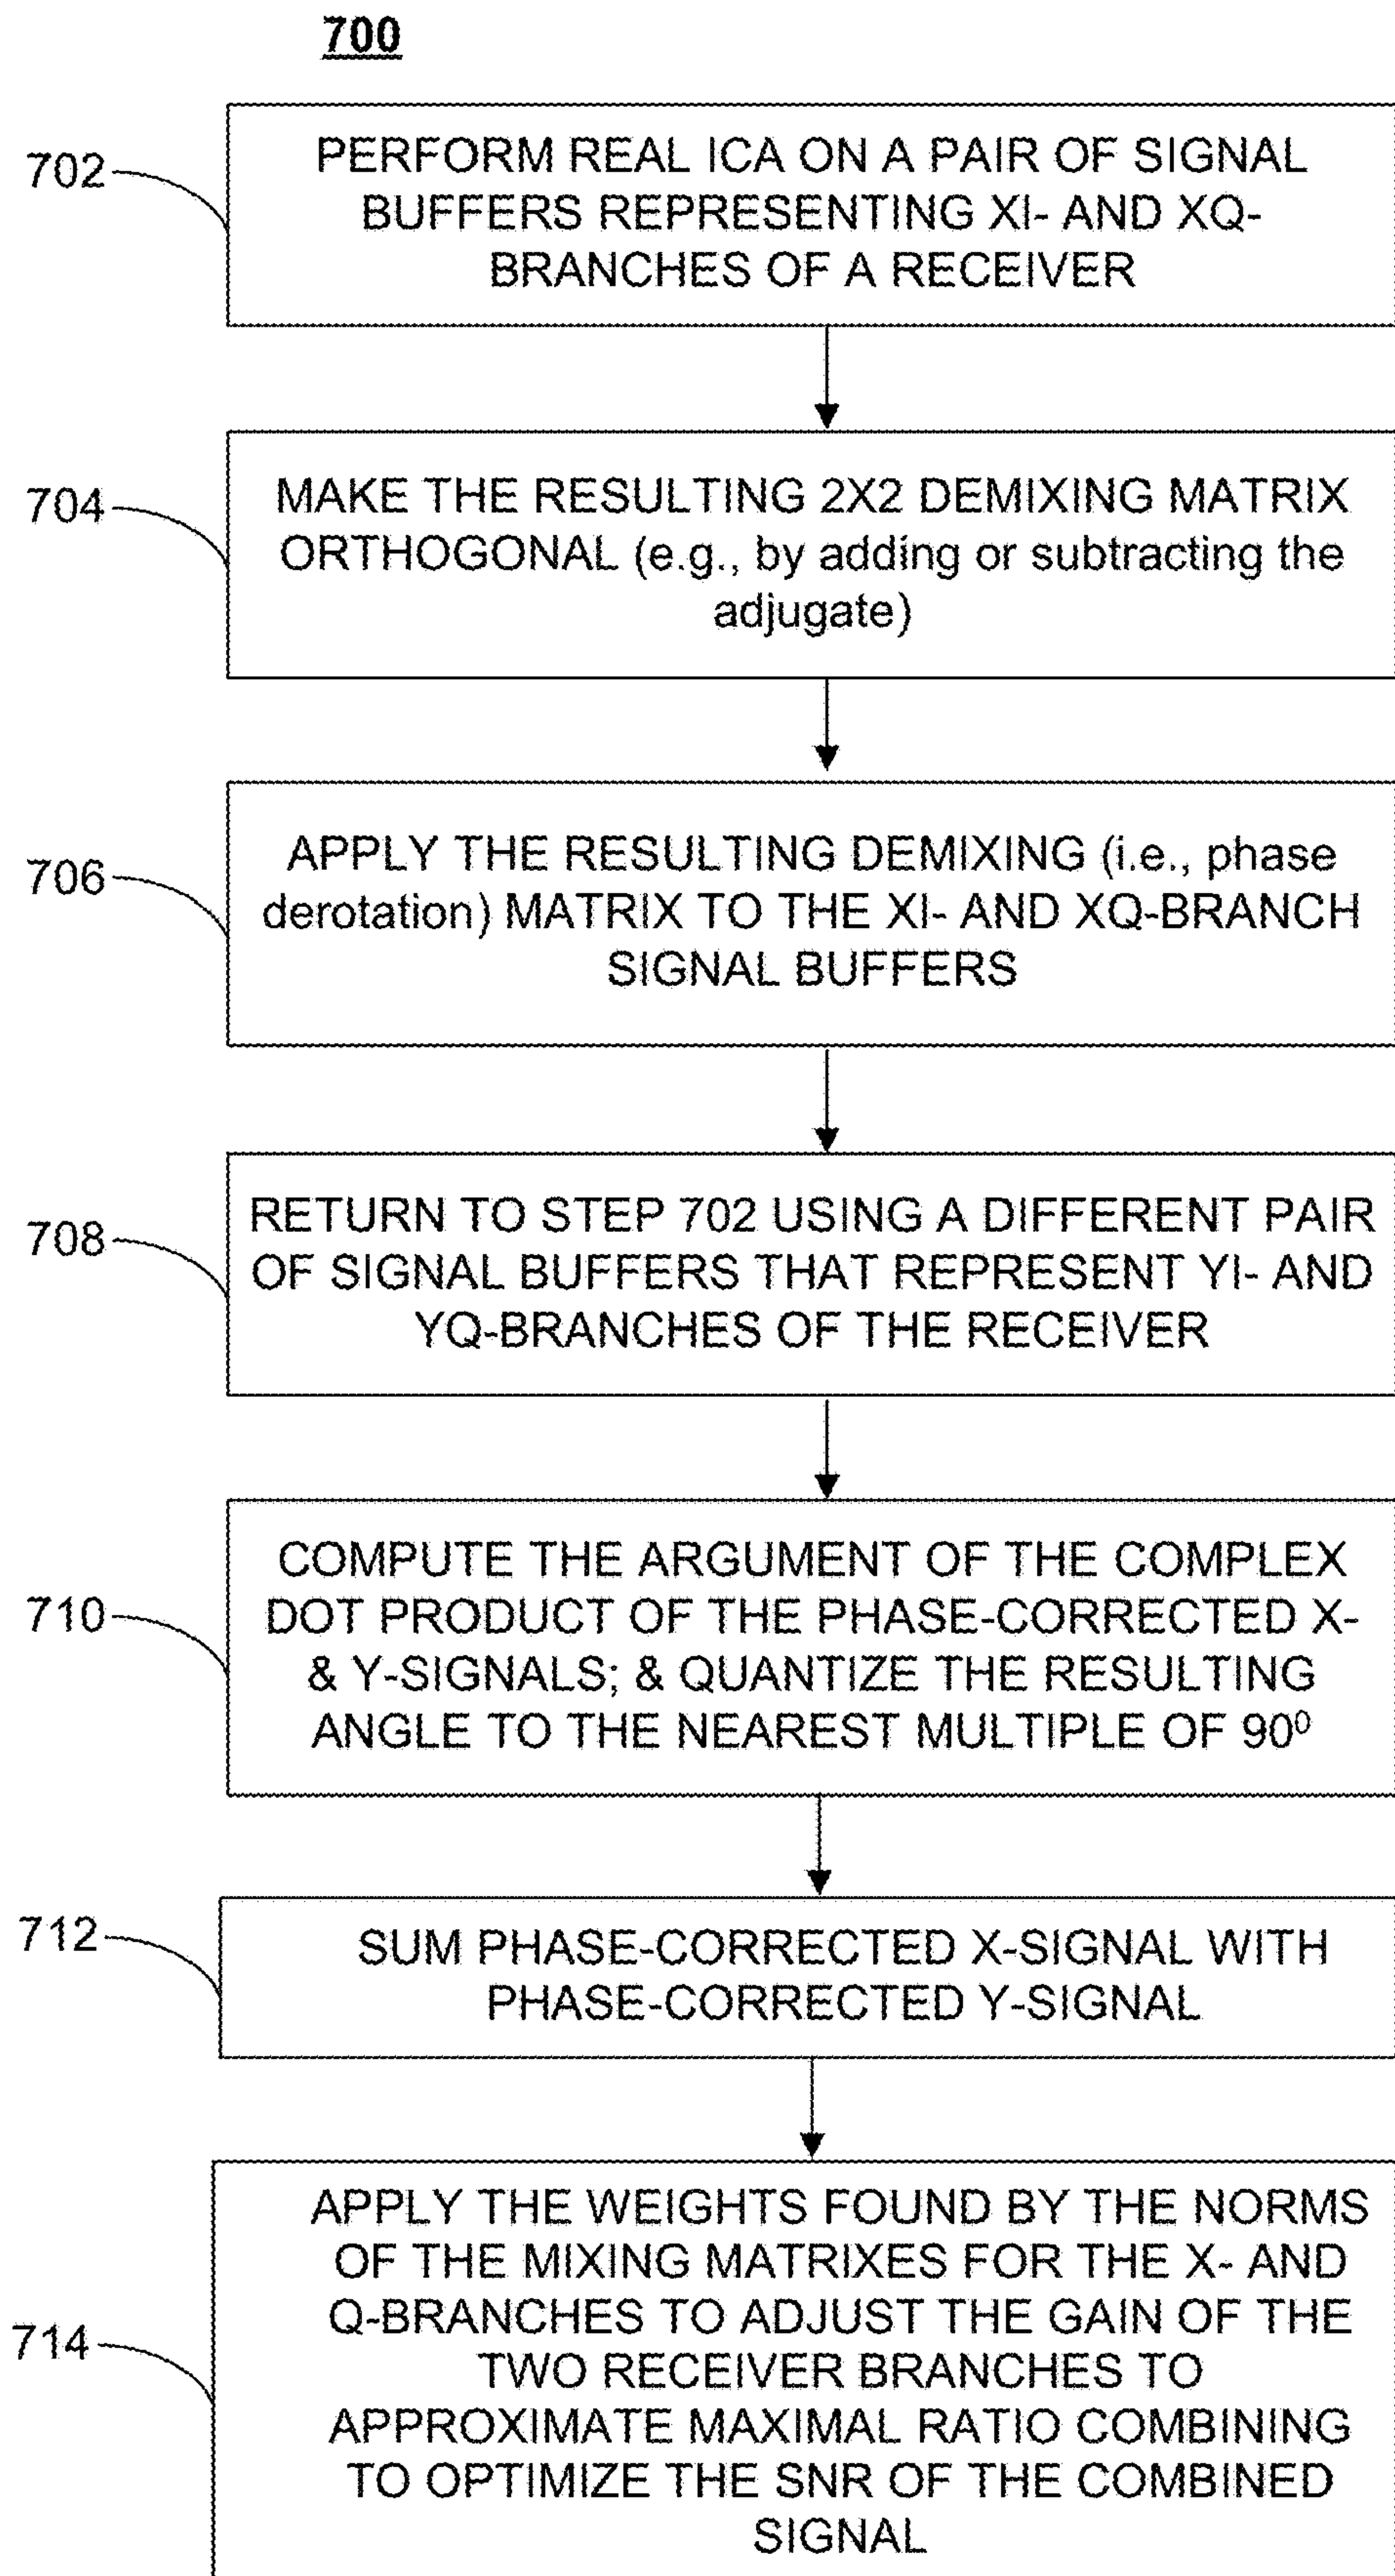 700
702
PERFORM REAL ICA ON A PAIR OF SIGNAL
BUFFERS REPRESENTING XI- AND XQ-
BRANCHES OF A RECEIVER
704
MAKE THE RESULTING 2X2 DEMIXING MATRIX
ORTHOGONAL (e.g., by adding or subtracting the
adjugate)
706
APPLY THE RESULTING DEMIXING (i.e., phase
derotation) MATRIX TO THE XI- AND XQ-BRANCH
SIGNAL BUFFERS
708
RETURN TO STEP 702 USING A DIFFERENT PAIR
OF SIGNAL BUFFERS THAT REPRESENT YI- AND
YQ-BRANCHES OF THE RECEIVER
710
COMPUTE THE ARGUMENT OF THE COMPLEX
DOT PRODUCT OF THE PHASE-CORRECTED X-
& Y-SIGNALS; & QUANTIZE THE RESULTING
ANGLE TO THE NEAREST MULTIPLE OF 90⁰
712
SUM PHASE-CORRECTED X-SIGNAL WITH
PHASE-CORRECTED Y-SIGNAL
714
APPLY THE WEIGHTS FOUND BY THE NORMS
OF THE MIXING MATRIXES FOR THE X- AND
Q-BRANCHES TO ADJUST THE GAIN OF THE
TWO RECEIVER BRANCHES TO
APPROXIMATE MAXIMAL RATIO COMBINING
TO OPTIMIZE THE SNR OF THE COMBINED
SIGNAL